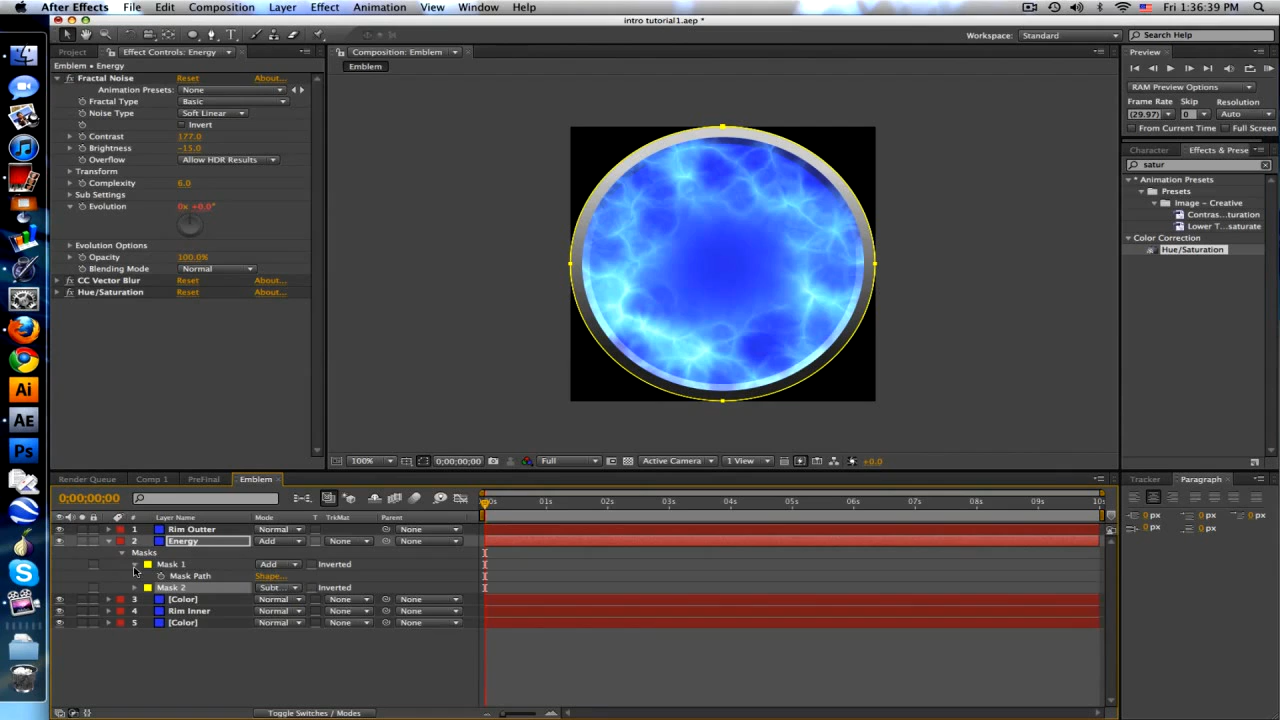 After Effects File Edit Composition Layer Effect Animation View Window Help Fri 1:36:39 PM
intro tutorial1.aep *
Workspace: Standard Search Help
Project Effect Controls: Energy Composition: Emblem Preview
Emblem • Energy Emblem
Fractal Noise Reset About...
Animation Presets: None
Fractal Type Basic
Noise Type Soft Linear
Invert
Contrast 177.0
Brightness -15.0
Overflow Allow HDR Results
Transform
Complexity 6.0
Sub Settings
Evolution 0x +0.0°
Evolution Options
Opacity 100.0%
Blending Mode Normal
CC Vector Blur Reset About...
Hue/Saturation Reset About...
RAM Preview Options
Frame Rate Skip Resolution
(29.97) 0 Auto
From Current Time Full Screen
Character Effects & Prese
satur
* Animation Presets
Presets
Image – Creative
Contras...turation
Lower T...saturate
Color Correction
Hue/Saturation
Ai
AE
Ps
100% 0;00;00;00 Full Active Camera 1 View +0.0
Render Queue Comp 1 PreFinal Emblem
Tracker Paragraph
0;00;00;00
0s 01s 02s 03s 04s 05s 06s 07s 08s 09s 10s
0 px 0 px 0 px
0 px 0 px
# Layer Name Mode T TrkMat Parent
1 Rim Outter Normal None
2 Energy Add None None
Masks
Mask 1 Add Inverted
Mask Path Shape...
Mask 2 Subt... Inverted
3 [Color] Normal None None
4 Rim Inner Normal None None
5 [Color] Normal None None
Toggle Switches / Modes